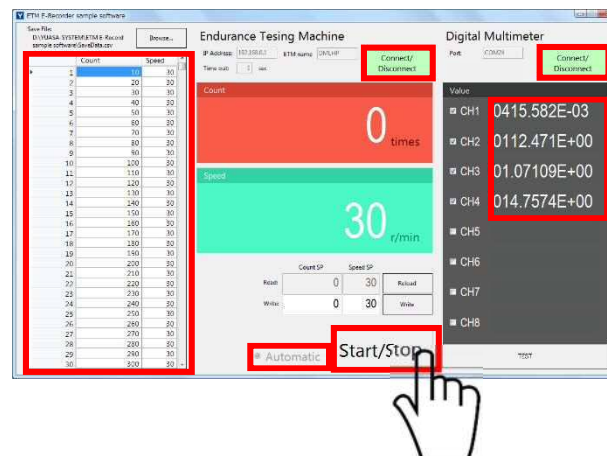 ETM E-Recorder sample software
Save File:
D:\YUASA-SYSTEM\ETM E-Record
sample software\SaveData.csv
Browse...
Count Speed
1 10 30
2 20 30
3 30 30
4 40 30
5 50 30
6 60 30
7 70 30
8 80 30
9 90 30
10 100 30
11 110 30
12 120 30
13 130 30
14 140 30
15 150 30
16 160 30
17 170 30
18 180 30
19 190 30
20 200 30
21 210 30
22 220 30
23 230 30
24 240 30
25 250 30
26 260 30
27 270 30
28 280 30
29 290 30
30 300 30
Endurance Tesing Machine
IP Address ETM name DMLHP
Time out: sec
Connect/
Disconnect
Count
0 times
Speed
30 r/min
Count SP Speed SP
Read: 0 30 Reload
Write: 0 30 Write
Automatic
Start/Stop
Digital Multimeter
Port
Connect/
Disconnect
Value
CH1 0415.582E-03
CH2 0112.471E+00
CH3 01.07109E+00
CH4 014.7574E+00
CH5
CH6
CH7
CH8
TEST